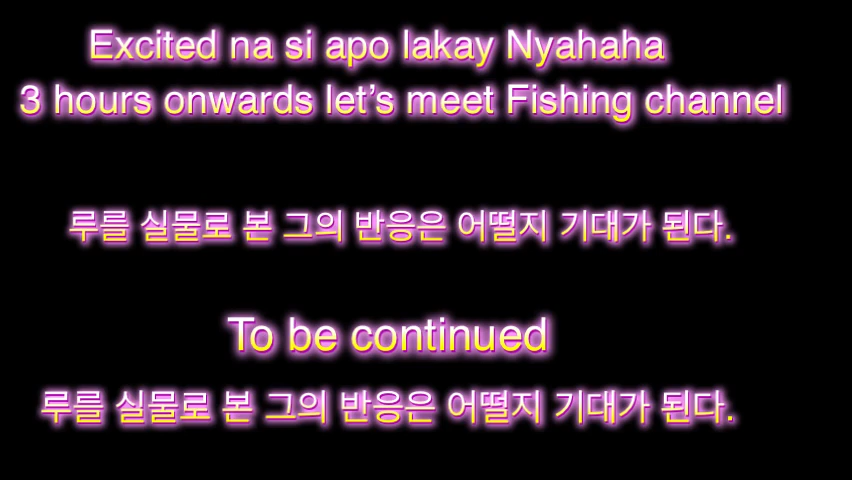 Excited na si apo lakay Nyahaha
3 hours onwards let’s meet Fishing channel
루를 실물로 본 그의 반응은 어떨지 기대가 된다.
To be continued
루를 실물로 본 그의 반응은 어떨지 기대가 된다.